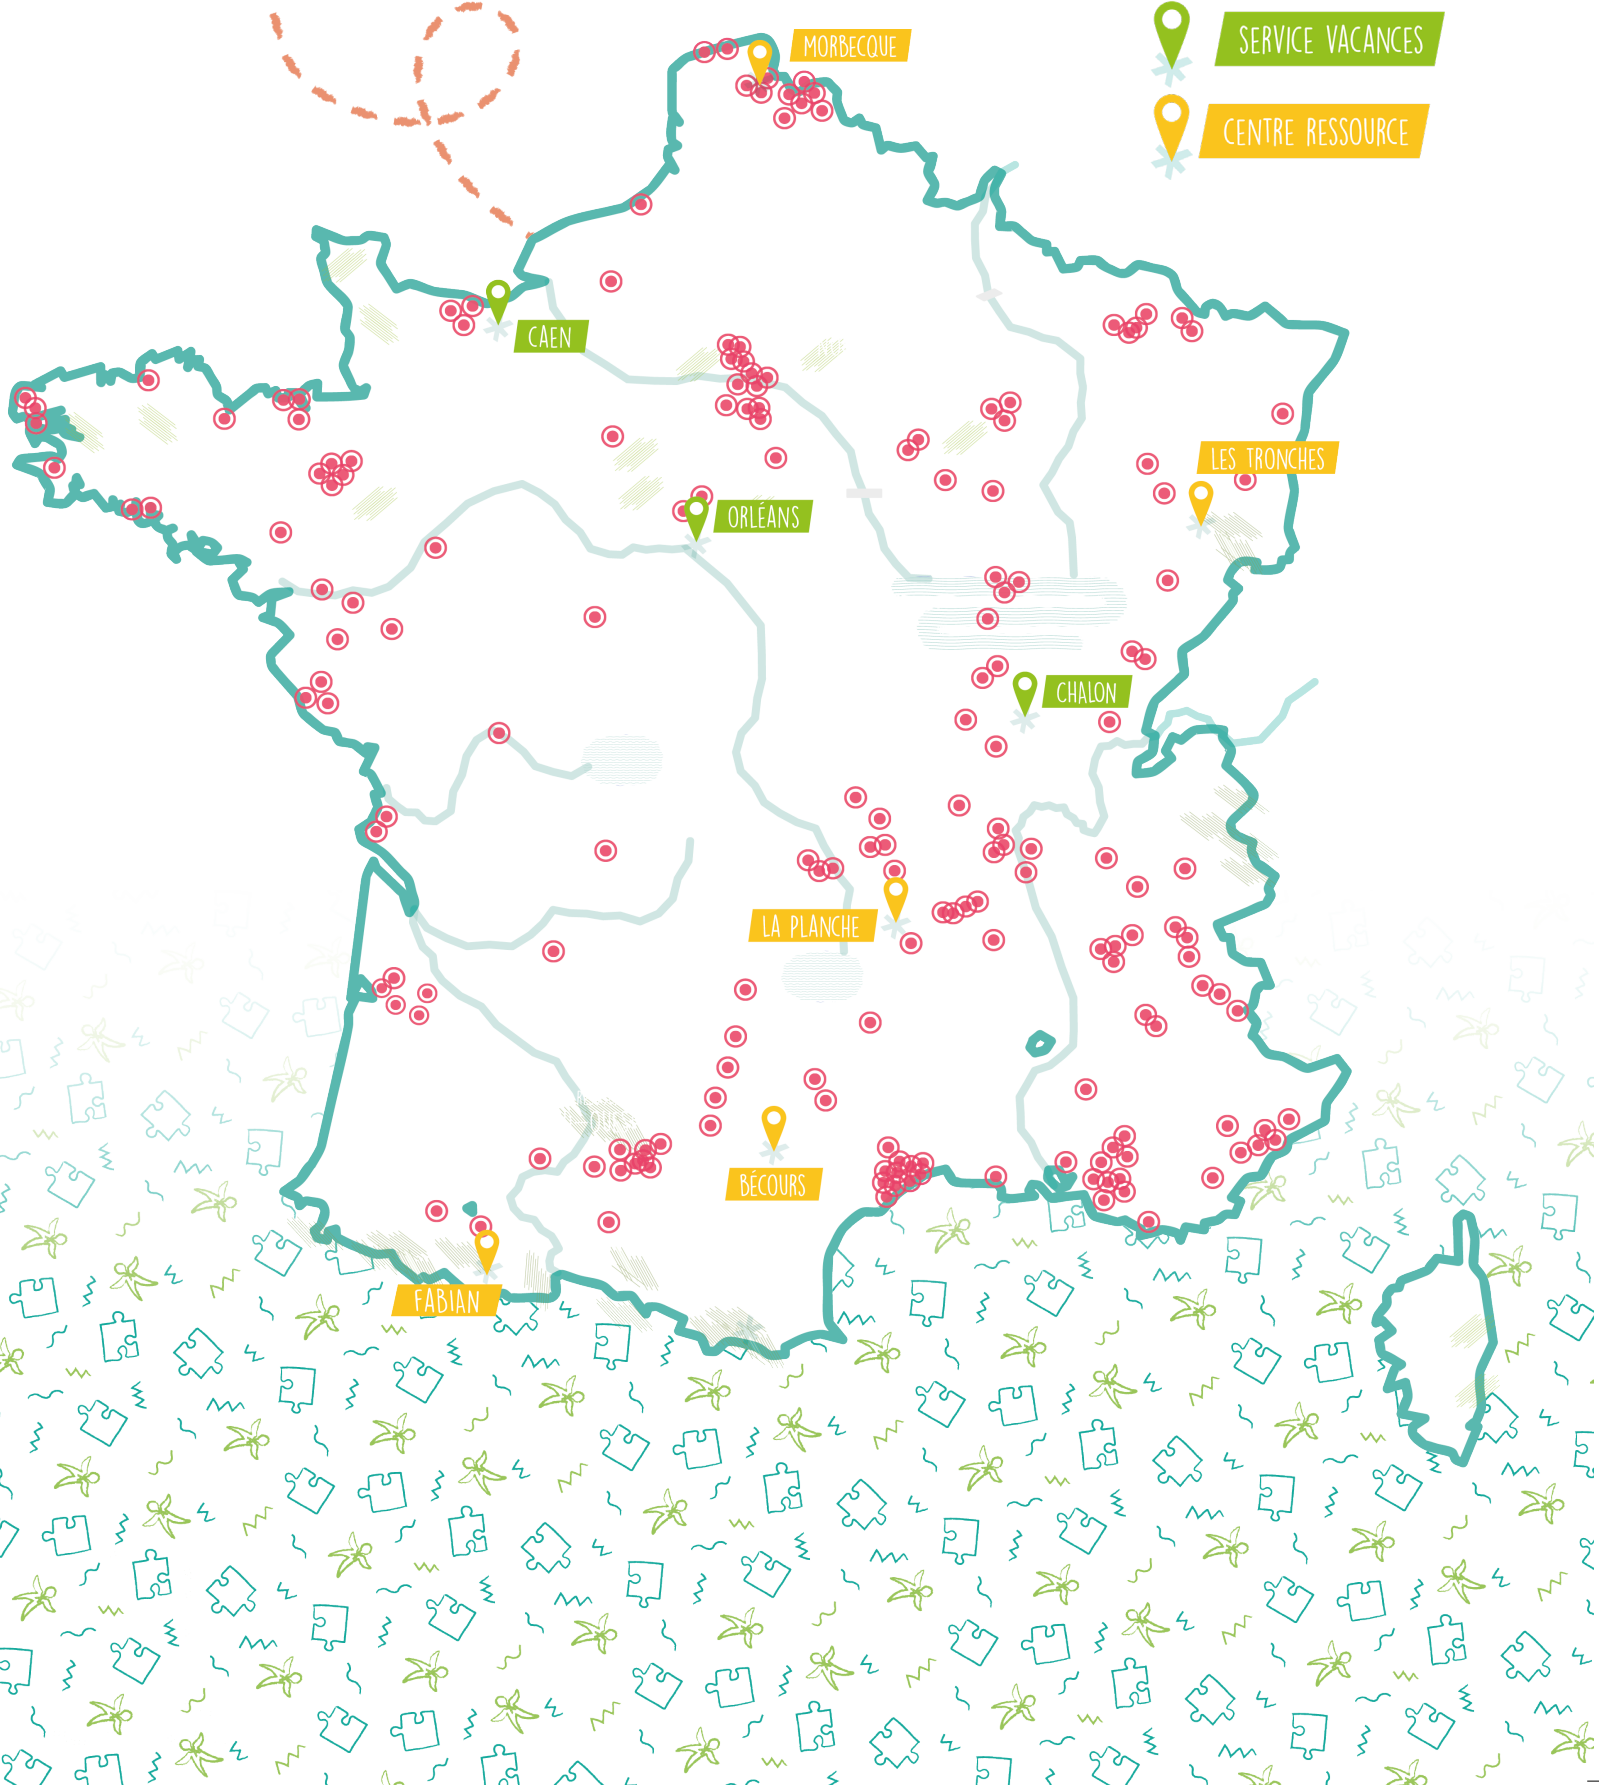 MORBECQUE
SERVICE VACANCES
CENTRE RESSOURCE
CAEN
LES TRONCHES
ORLÉANS
CHALON
LA PLANCHE
BÉCOURS
FABIAN